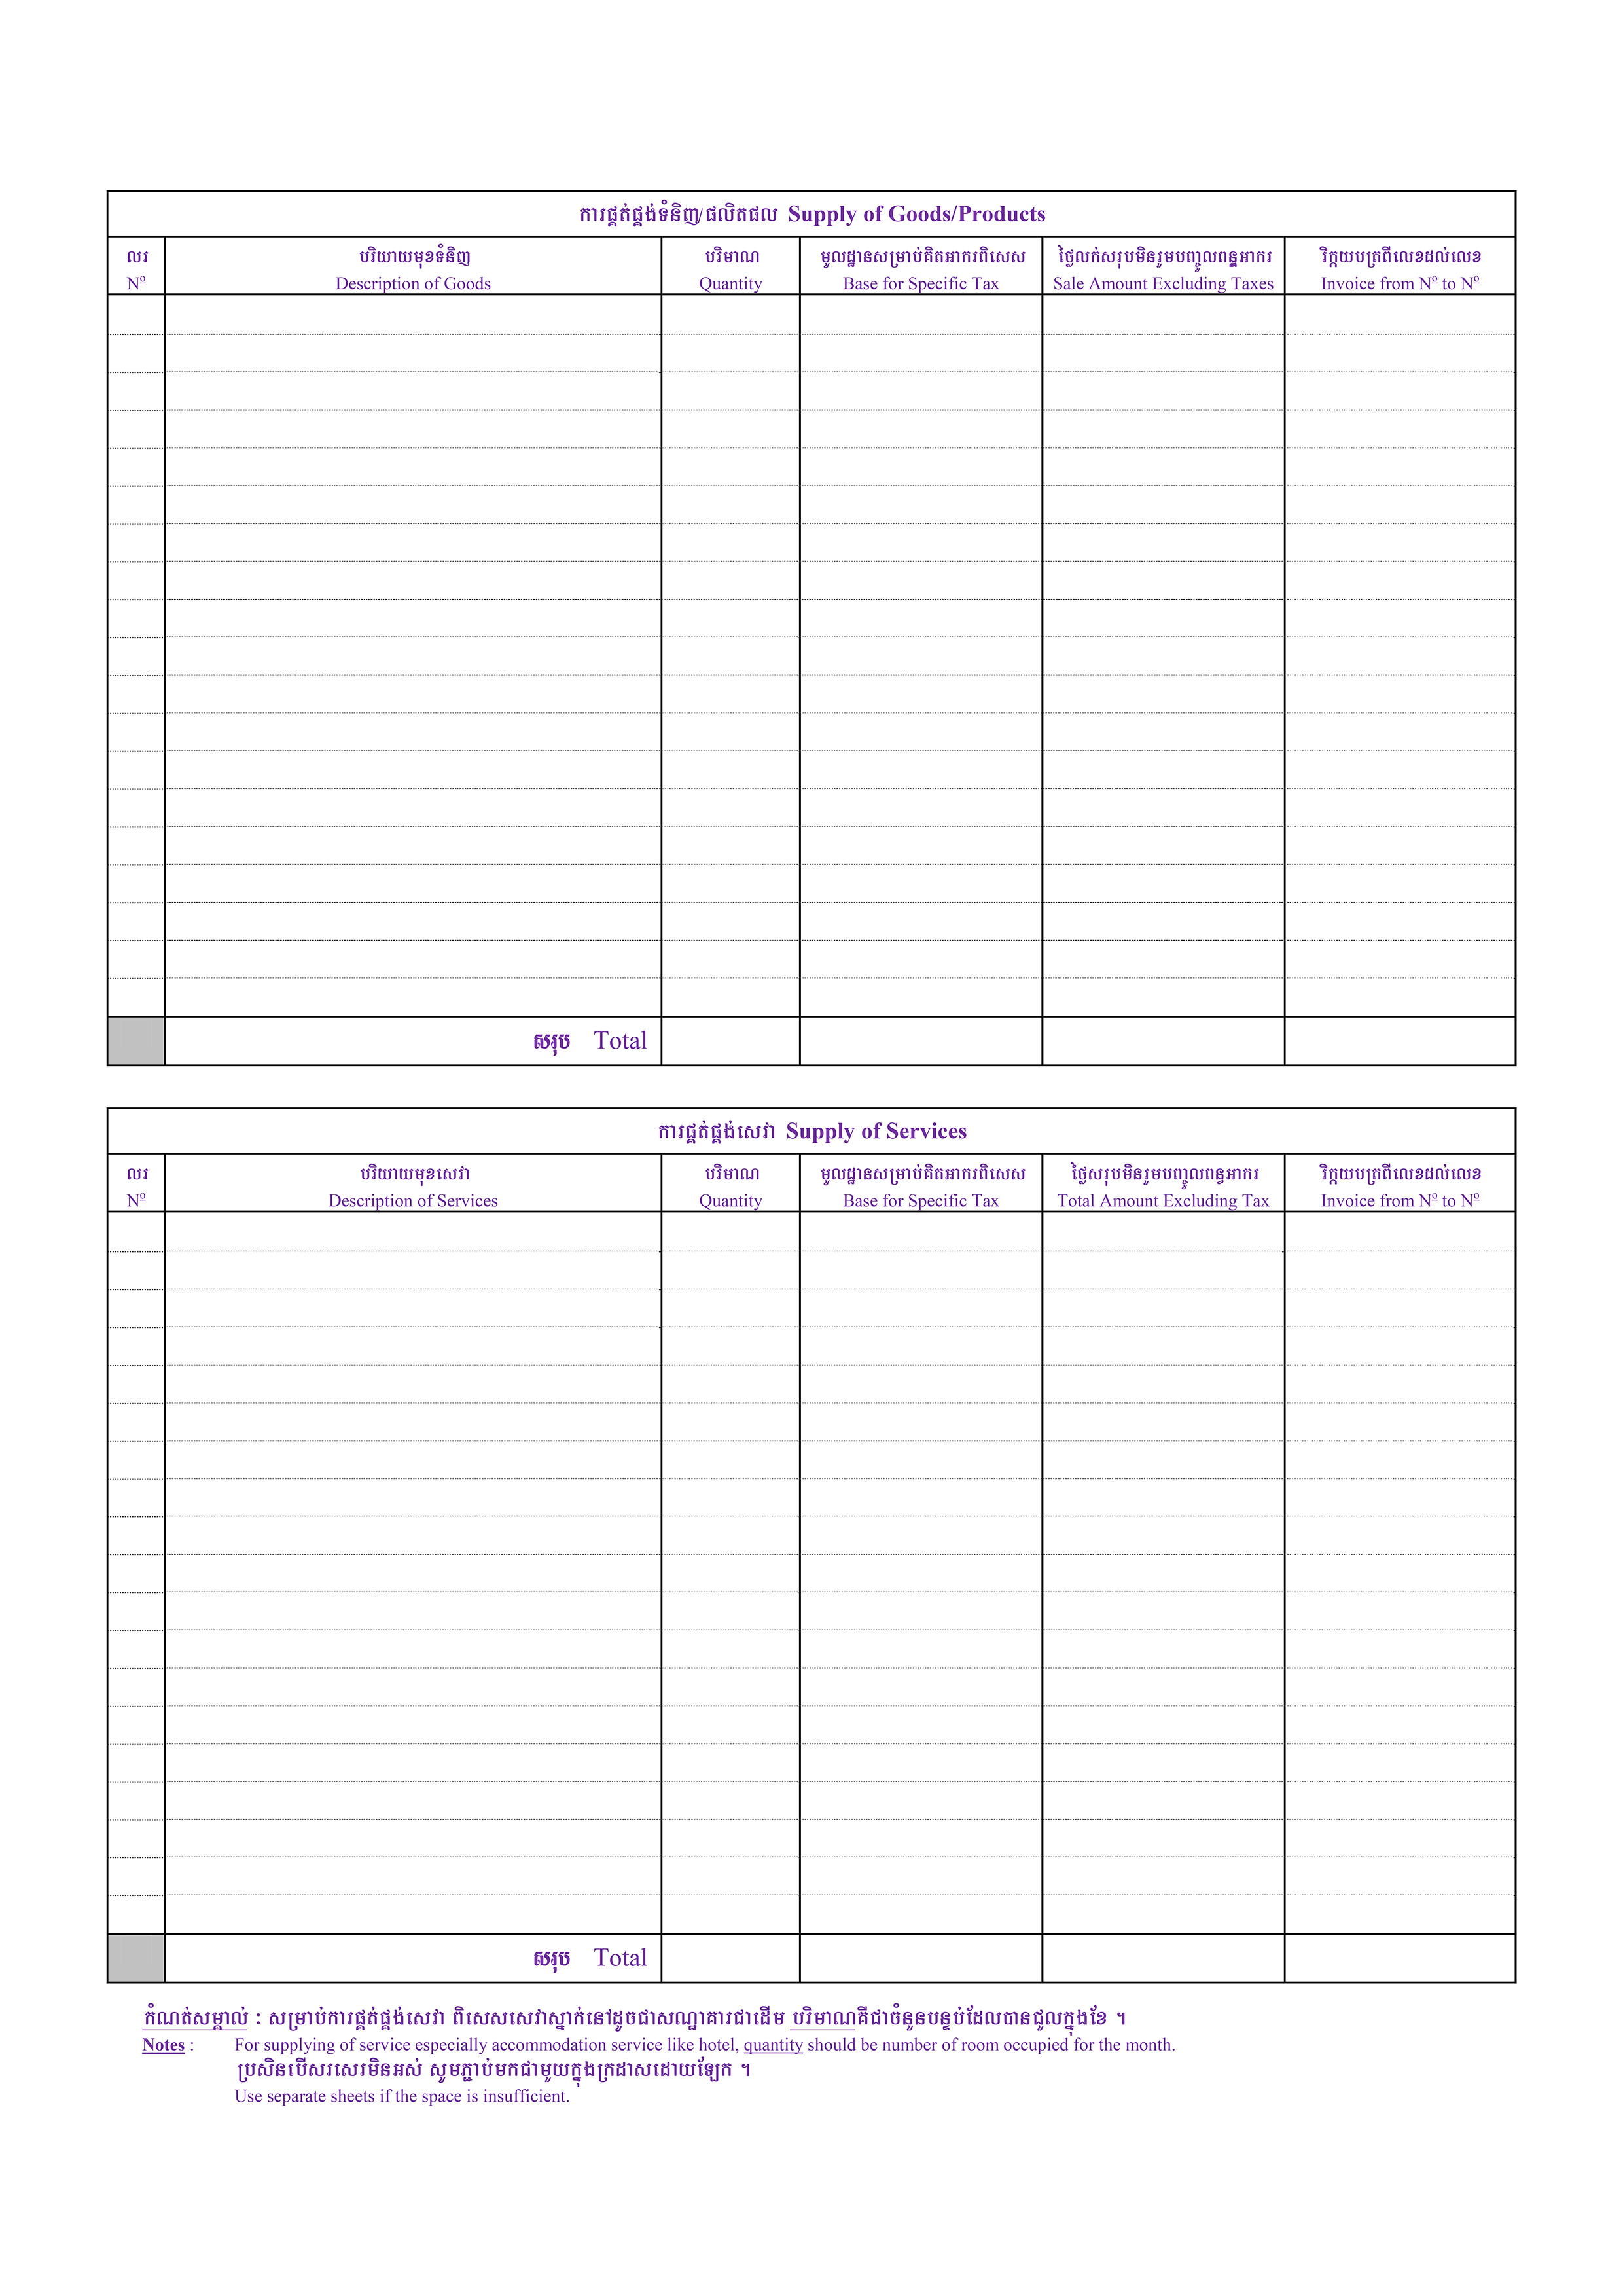 ការផ្គត់ផ្គង់ទំនិញ/ផលិតផល Supply of Goods/Products
លរ បរិយាយមុខទំនិញ បរិមាណ មូលដ្ឋានសម្រាប់គិតអាករពិសេស ថ្លៃលក់សរុបមិនរួមបញ្ចូលពន្ឋអាករ វិក្កយបត្រពីលេខដល់លេខ
Nº Description of Goods Quantity Base for Specific Tax Sale Amount Excluding Taxes Invoice from Nº to Nº
សរុប Total
ការផ្គត់ផ្គង់សេវា Supply of Services
លរ បរិយាយមុខសេវា បរិមាណ មូលដ្ឋានសម្រាប់គិតអាករពិសេស ថ្លៃសរុបមិនរួមបញ្ចូលពន្ធអាករ វិក្កយបត្រពីលេខដល់លេខ
Nº Description of Services Quantity Base for Specific Tax Total Amount Excluding Tax Invoice from Nº to Nº
សរុប Total
កំណត់សម្គាល់ : សម្រាប់ការផ្គត់ផ្គង់សេវា ពិសេសសេវាស្នាក់នៅដូចជាសណ្ឋាគារជាដើម បរិមាណគឺជាចំនួនបន្ទប់ដែលបានជួលក្នុងខែ ។
Notes : For supplying of service especially accommodation service like hotel, quantity should be number of room occupied for the month.
ប្រសិនបើសរសេរមិនអស់ សូមភ្ជាប់មកជាមួយក្នុងក្រដាសដោយឡែក ។
Use separate sheets if the space is insufficient.